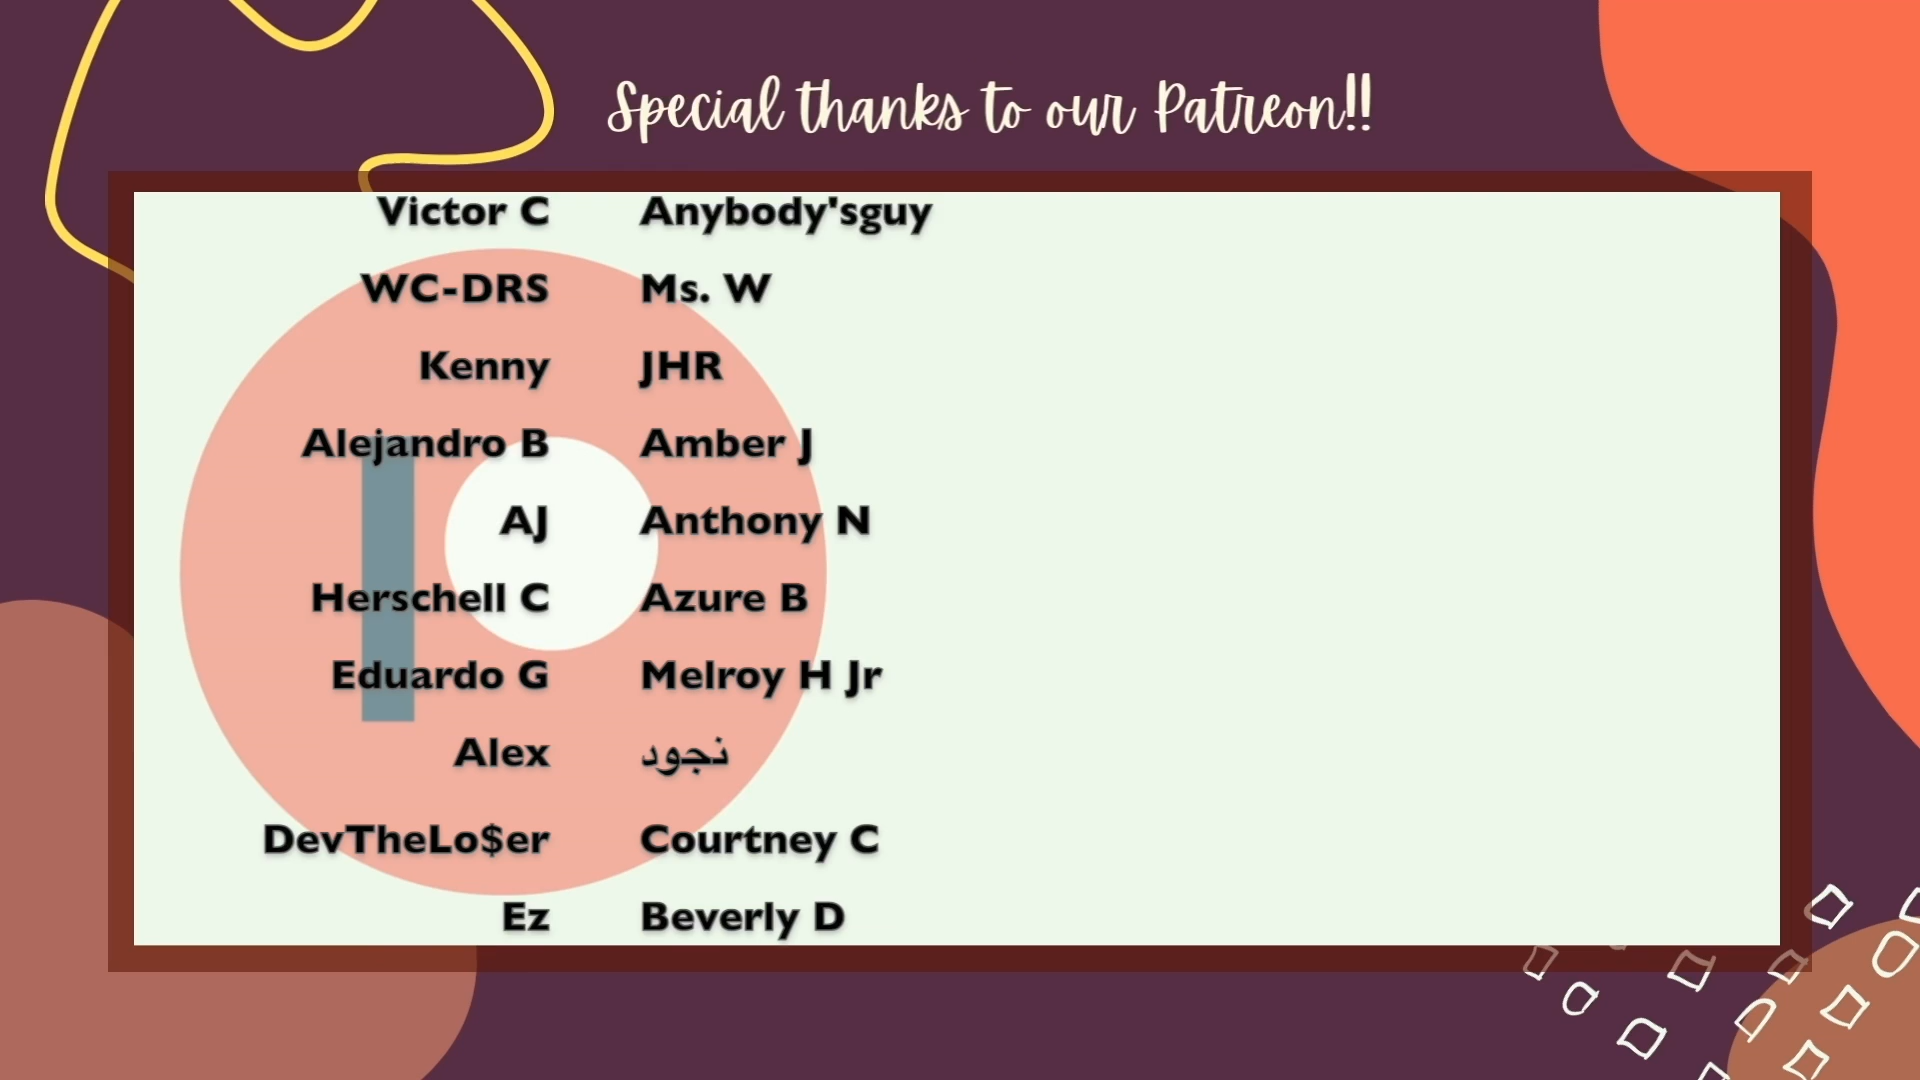 Special thanks to our Patreon!!
Victor C Anybody'sguy
WC-DRS Ms. W
Kenny JHR
Alejandro B Amber J
AJ Anthony N
Herschell C Azure B
Eduardo G Melroy H Jr
Alex نجود
DevTheLo$er Courtney C
Ez Beverly D